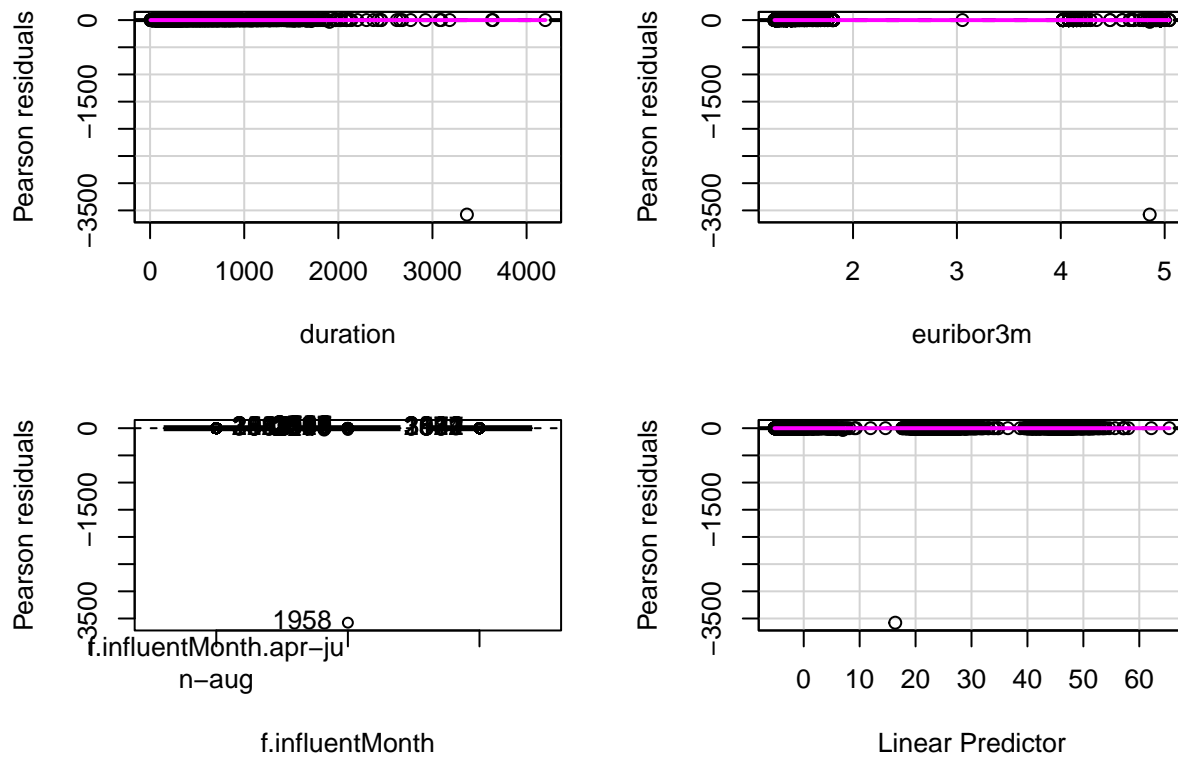 Pearson residuals
0
−1500
−3500
0 1000 2000 3000 4000
duration
Pearson residuals
0
−1500
−3500
2 3 4 5
euribor3m
Pearson residuals
0
−1500
−3500
1958
f.influentMonth.apr−ju
n−aug
f.influentMonth
Pearson residuals
0
−1500
−3500
0 10 20 30 40 50 60
Linear Predictor